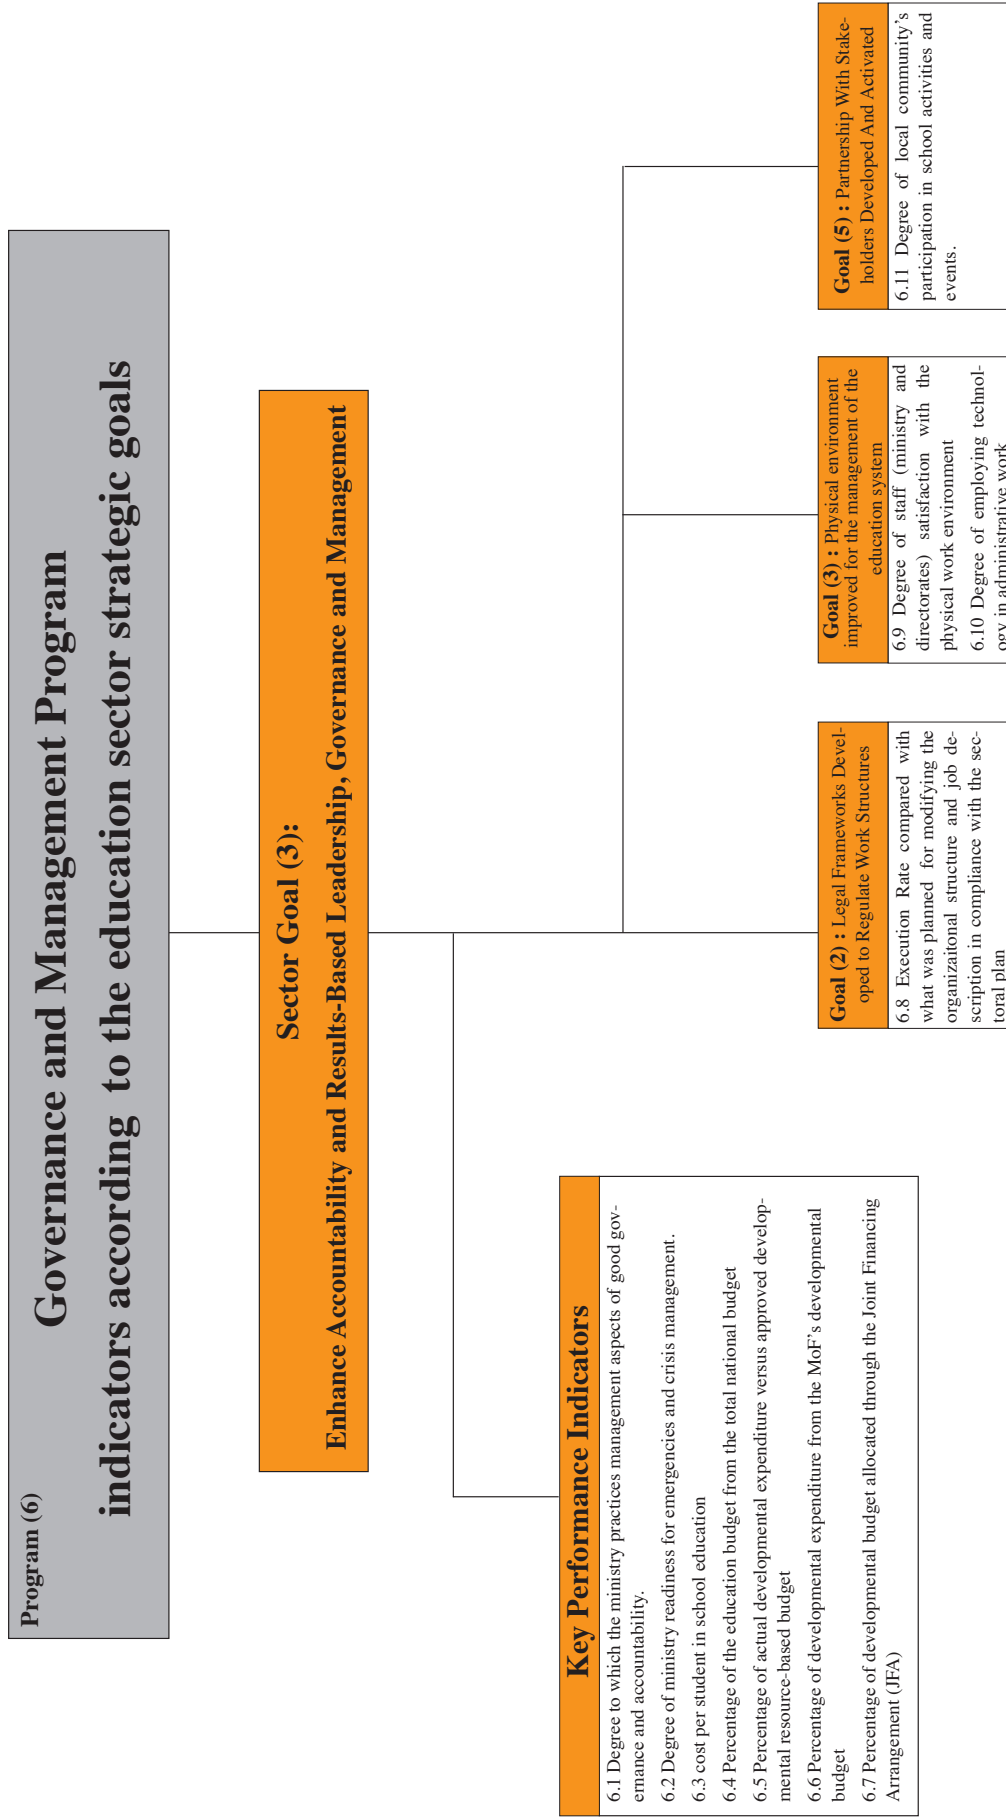 Program (6)
Governance and Management Program
indicators according to the education sector strategic goals
Sector Goal (3):
Enhance Accountability and Results-Based Leadership, Governance and Management
Key Performance Indicators
6.1 Degree to which the ministry practices management aspects of good gov-
ernance and accountability.
6.2 Degree of ministry readiness for emergencies and crisis management.
6.3 cost per student in school education
6.4 Percentage of the education budget from the total national budget
6.5 Percentage of actual developmental expenditure versus approved develop-
mental resource-based budget
6.6 Percentage of developmental expenditure from the MoF's developmental
budget
6.7 Percentage of developmental budget allocated through the Joint Financing
Arrangement (JFA)
Goal (2) : Legal Frameworks Devel-
oped to Regulate Work Structures
6.8 Execution Rate compared with
what was planned for modifying the
organizaitonal structure and job de-
scription in compliance with the sec-
toral plan
Goal (3) : Physical environment
improved for the management of the
education system
6.9 Degree of staff (ministry and
directorates) satisfaction with the
physical work environment
6.10 Degree of employing technol-
ogy in administrative work
Goal (5) : Partnership With Stake-
holders Developed And Activated
6.11 Degree of local community's
participation in school activities and
events.